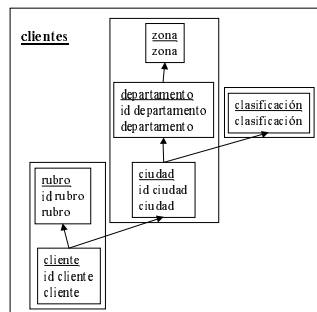 clientes
zona
zona
departamento
id departamento
departamento
clasificación
clasificación
ciudad
id ciudad
ciudad
rubro
id rubro
rubro
cliente
id cliente
cliente